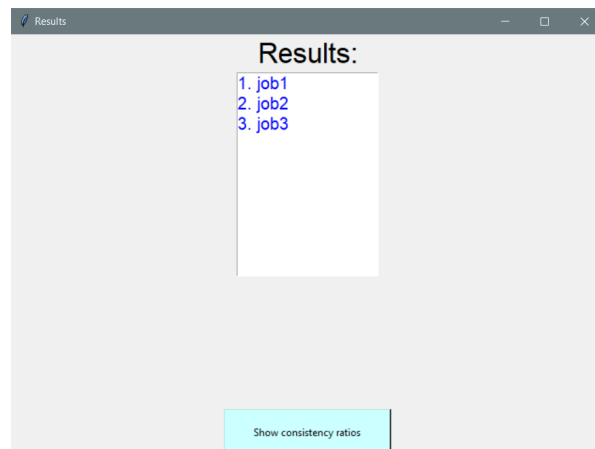 Results
Results:
1. job1
2. job2
3. job3
Show consistency ratios